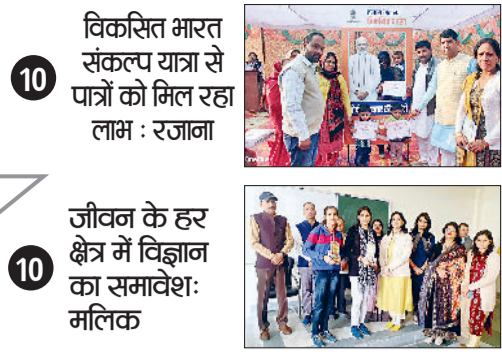 10
विकसित भारत
संकल्प यात्रा से
पात्रों को मिल रहा
लाभ : रजाना
10
जीवन के हर
क्षेत्र में विज्ञान
का समावेशः
मलिक